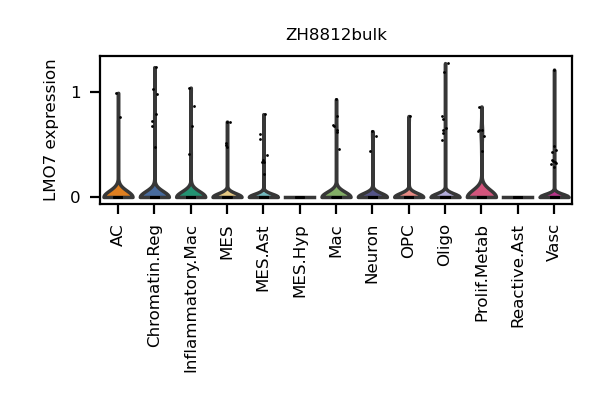 ZH8812bulk
LMO7 expression
1
0
AC
Chromatin.Reg
Inflammatory.Mac
MES
MES.Ast
MES.Hyp
Mac
Neuron
OPC
Oligo
Prolif.Metab
Reactive.Ast
Vasc